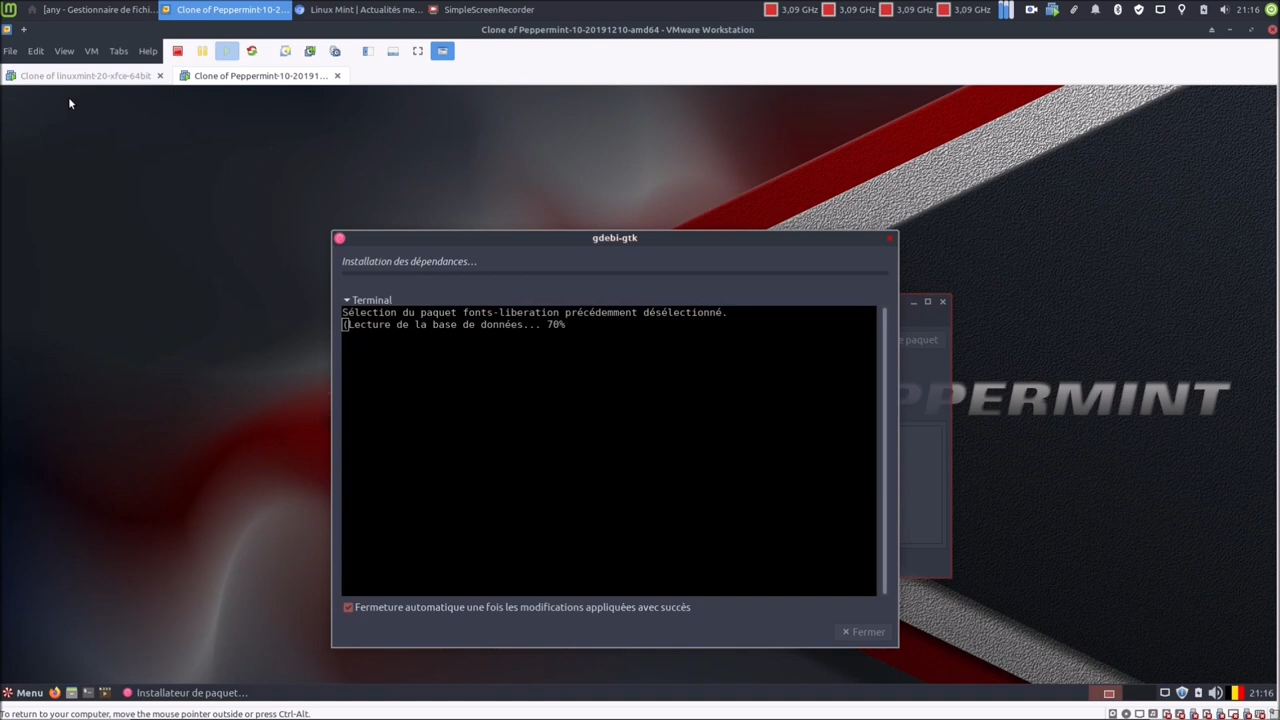 [any - Gestionnaire de fichi...
Clone of Peppermint-10-2...
Linux Mint | Actualités me...
SimpleScreenRecorder
3,09 GHz
3,09 GHz
3,09 GHz
3,09 GHz
21:16
Clone of Peppermint-10-20191210-amd64 - VMware Workstation
File Edit View VM Tabs Help
Clone of linuxmint-20-xfce-64bit
Clone of Peppermint-10-20191...
gdebi-gtk
Installation des dépendances...
Terminal
Sélection du paquet fonts-liberation précédemment désélectionné.
(Lecture de la base de données... 70%
e paquet
PPERMINT
Fermeture automatique une fois les modifications appliquées avec succès
Fermer
Menu
Installateur de paquet...
21:16
To return to your computer, move the mouse pointer outside or press Ctrl-Alt.